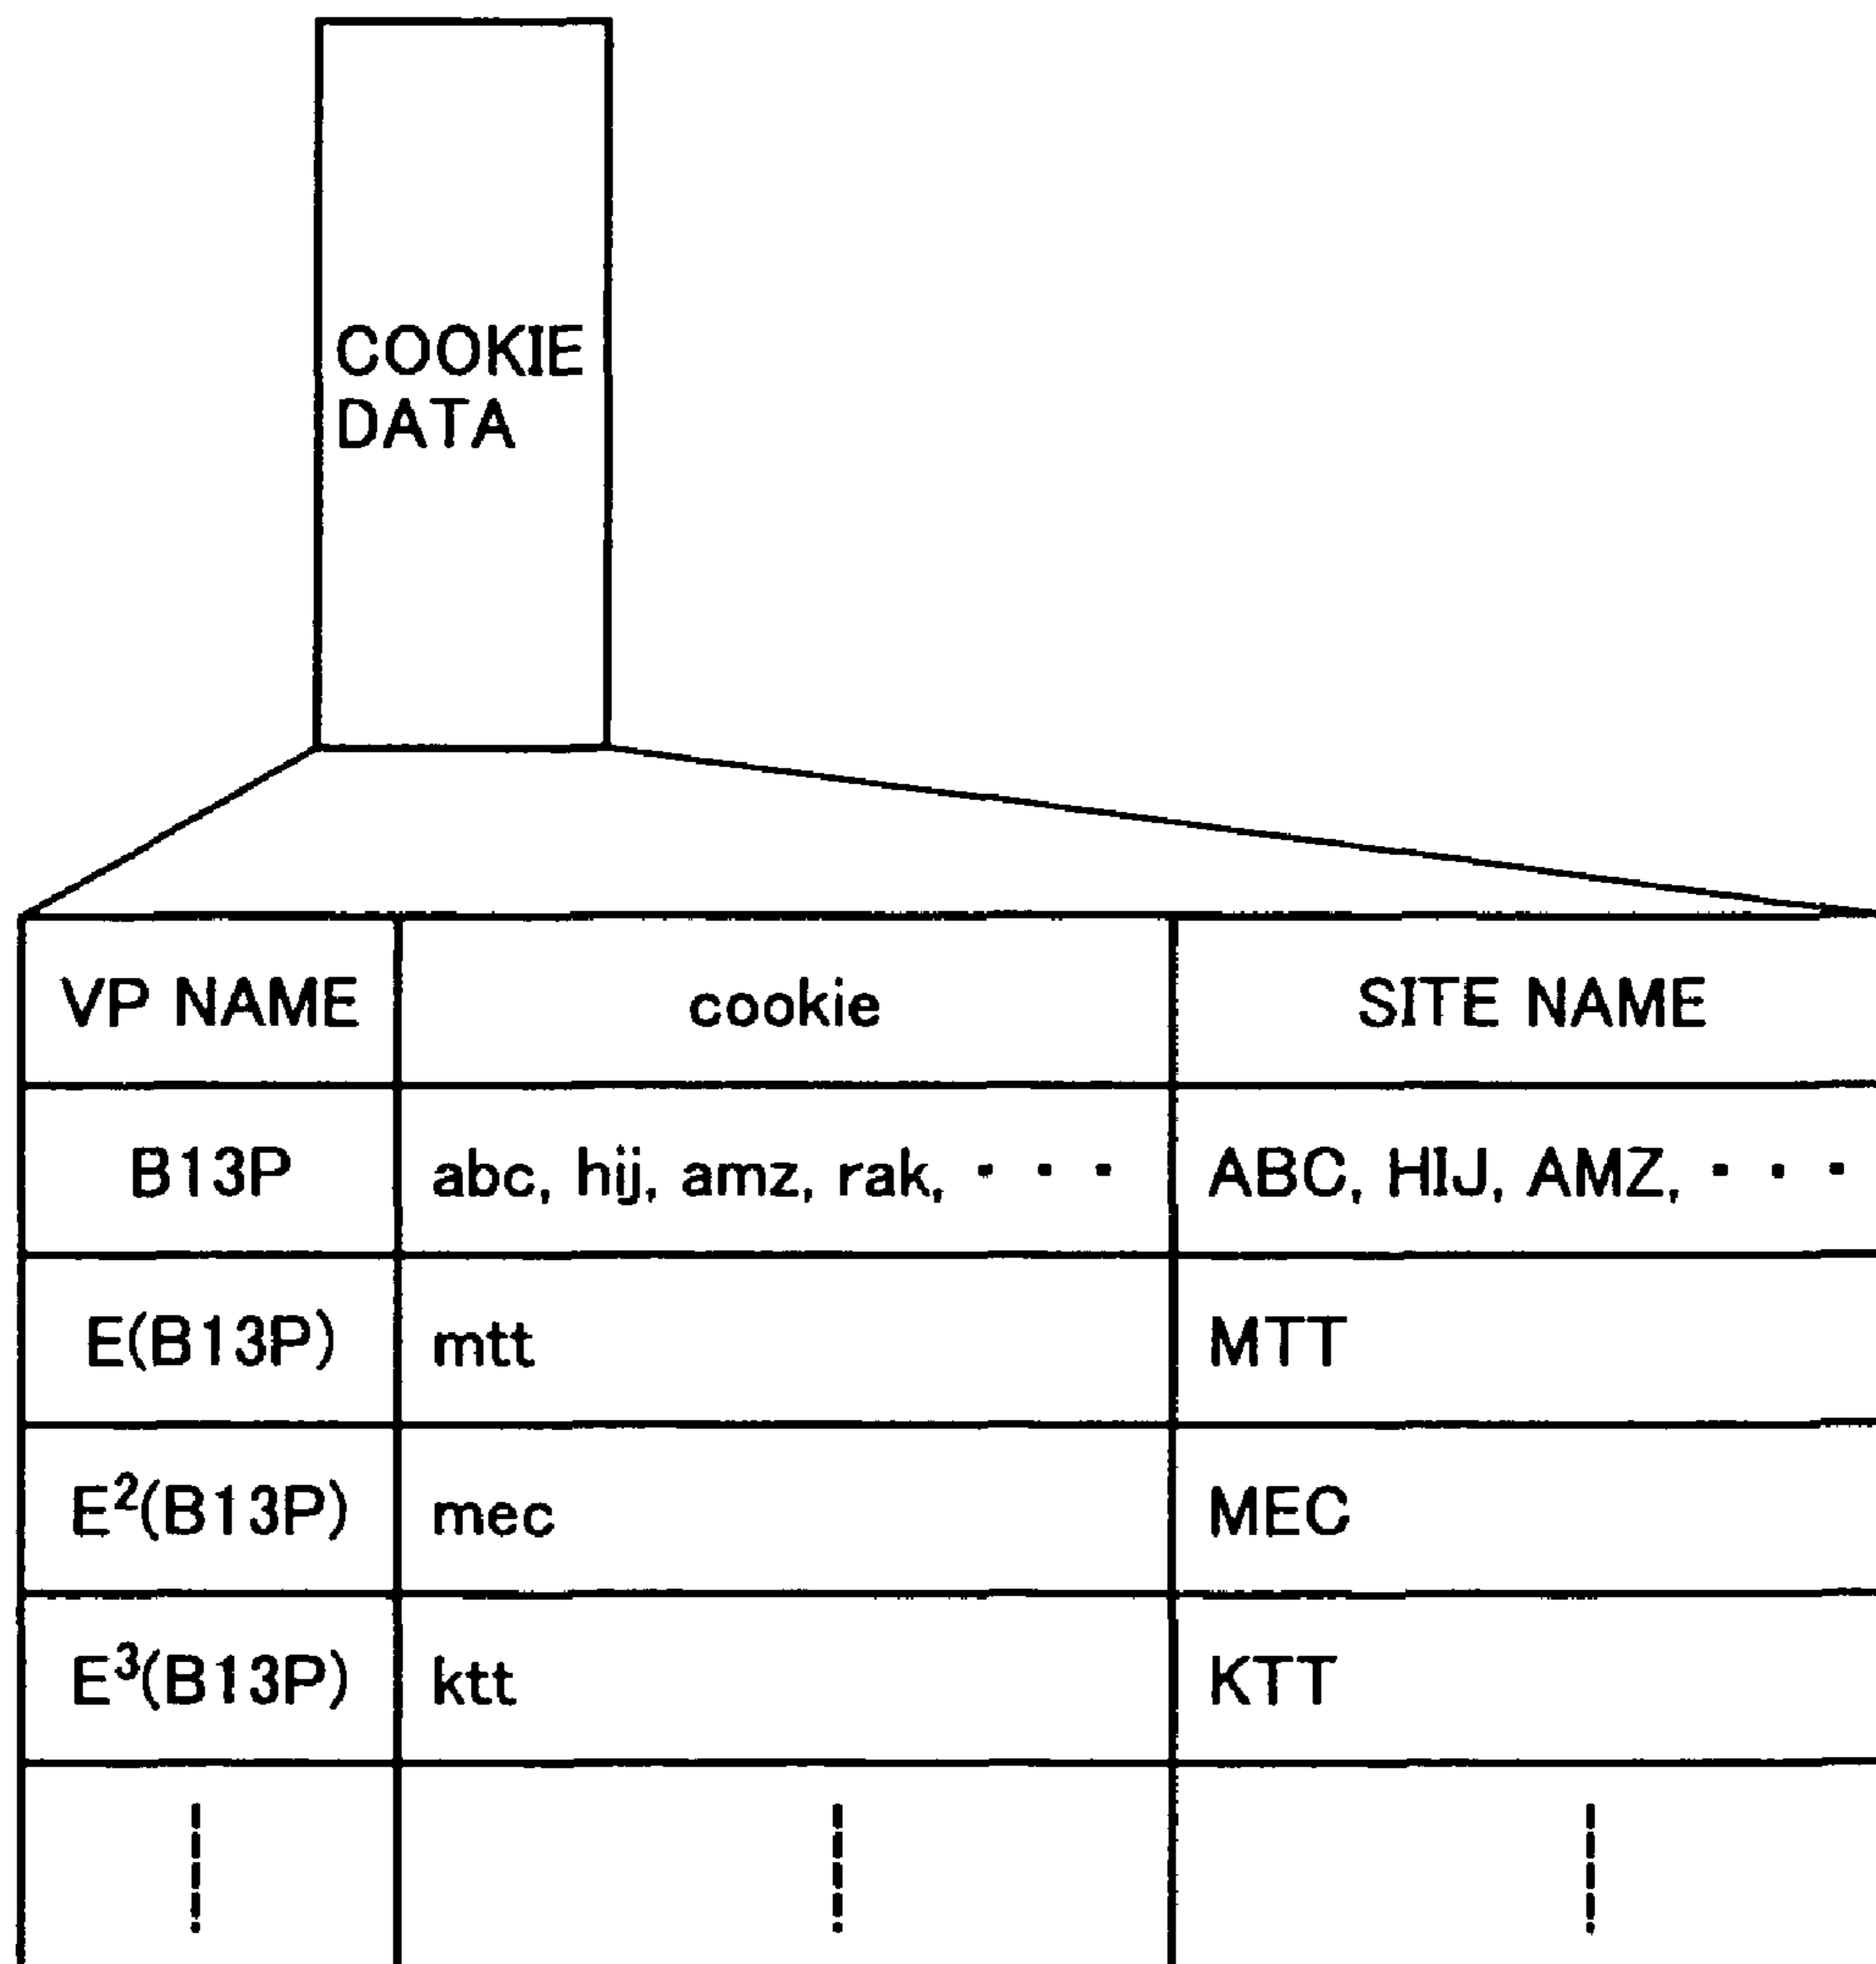 COOKIE
DATA
VP NAME cookie SITE NAME
B13P abc, hij, amz, rak, ・・・ ABC, HIJ, AMZ, ・・・
E(B13P) mtt MTT
E²(B13P) mec MEC
E³(B13P) ktt KTT